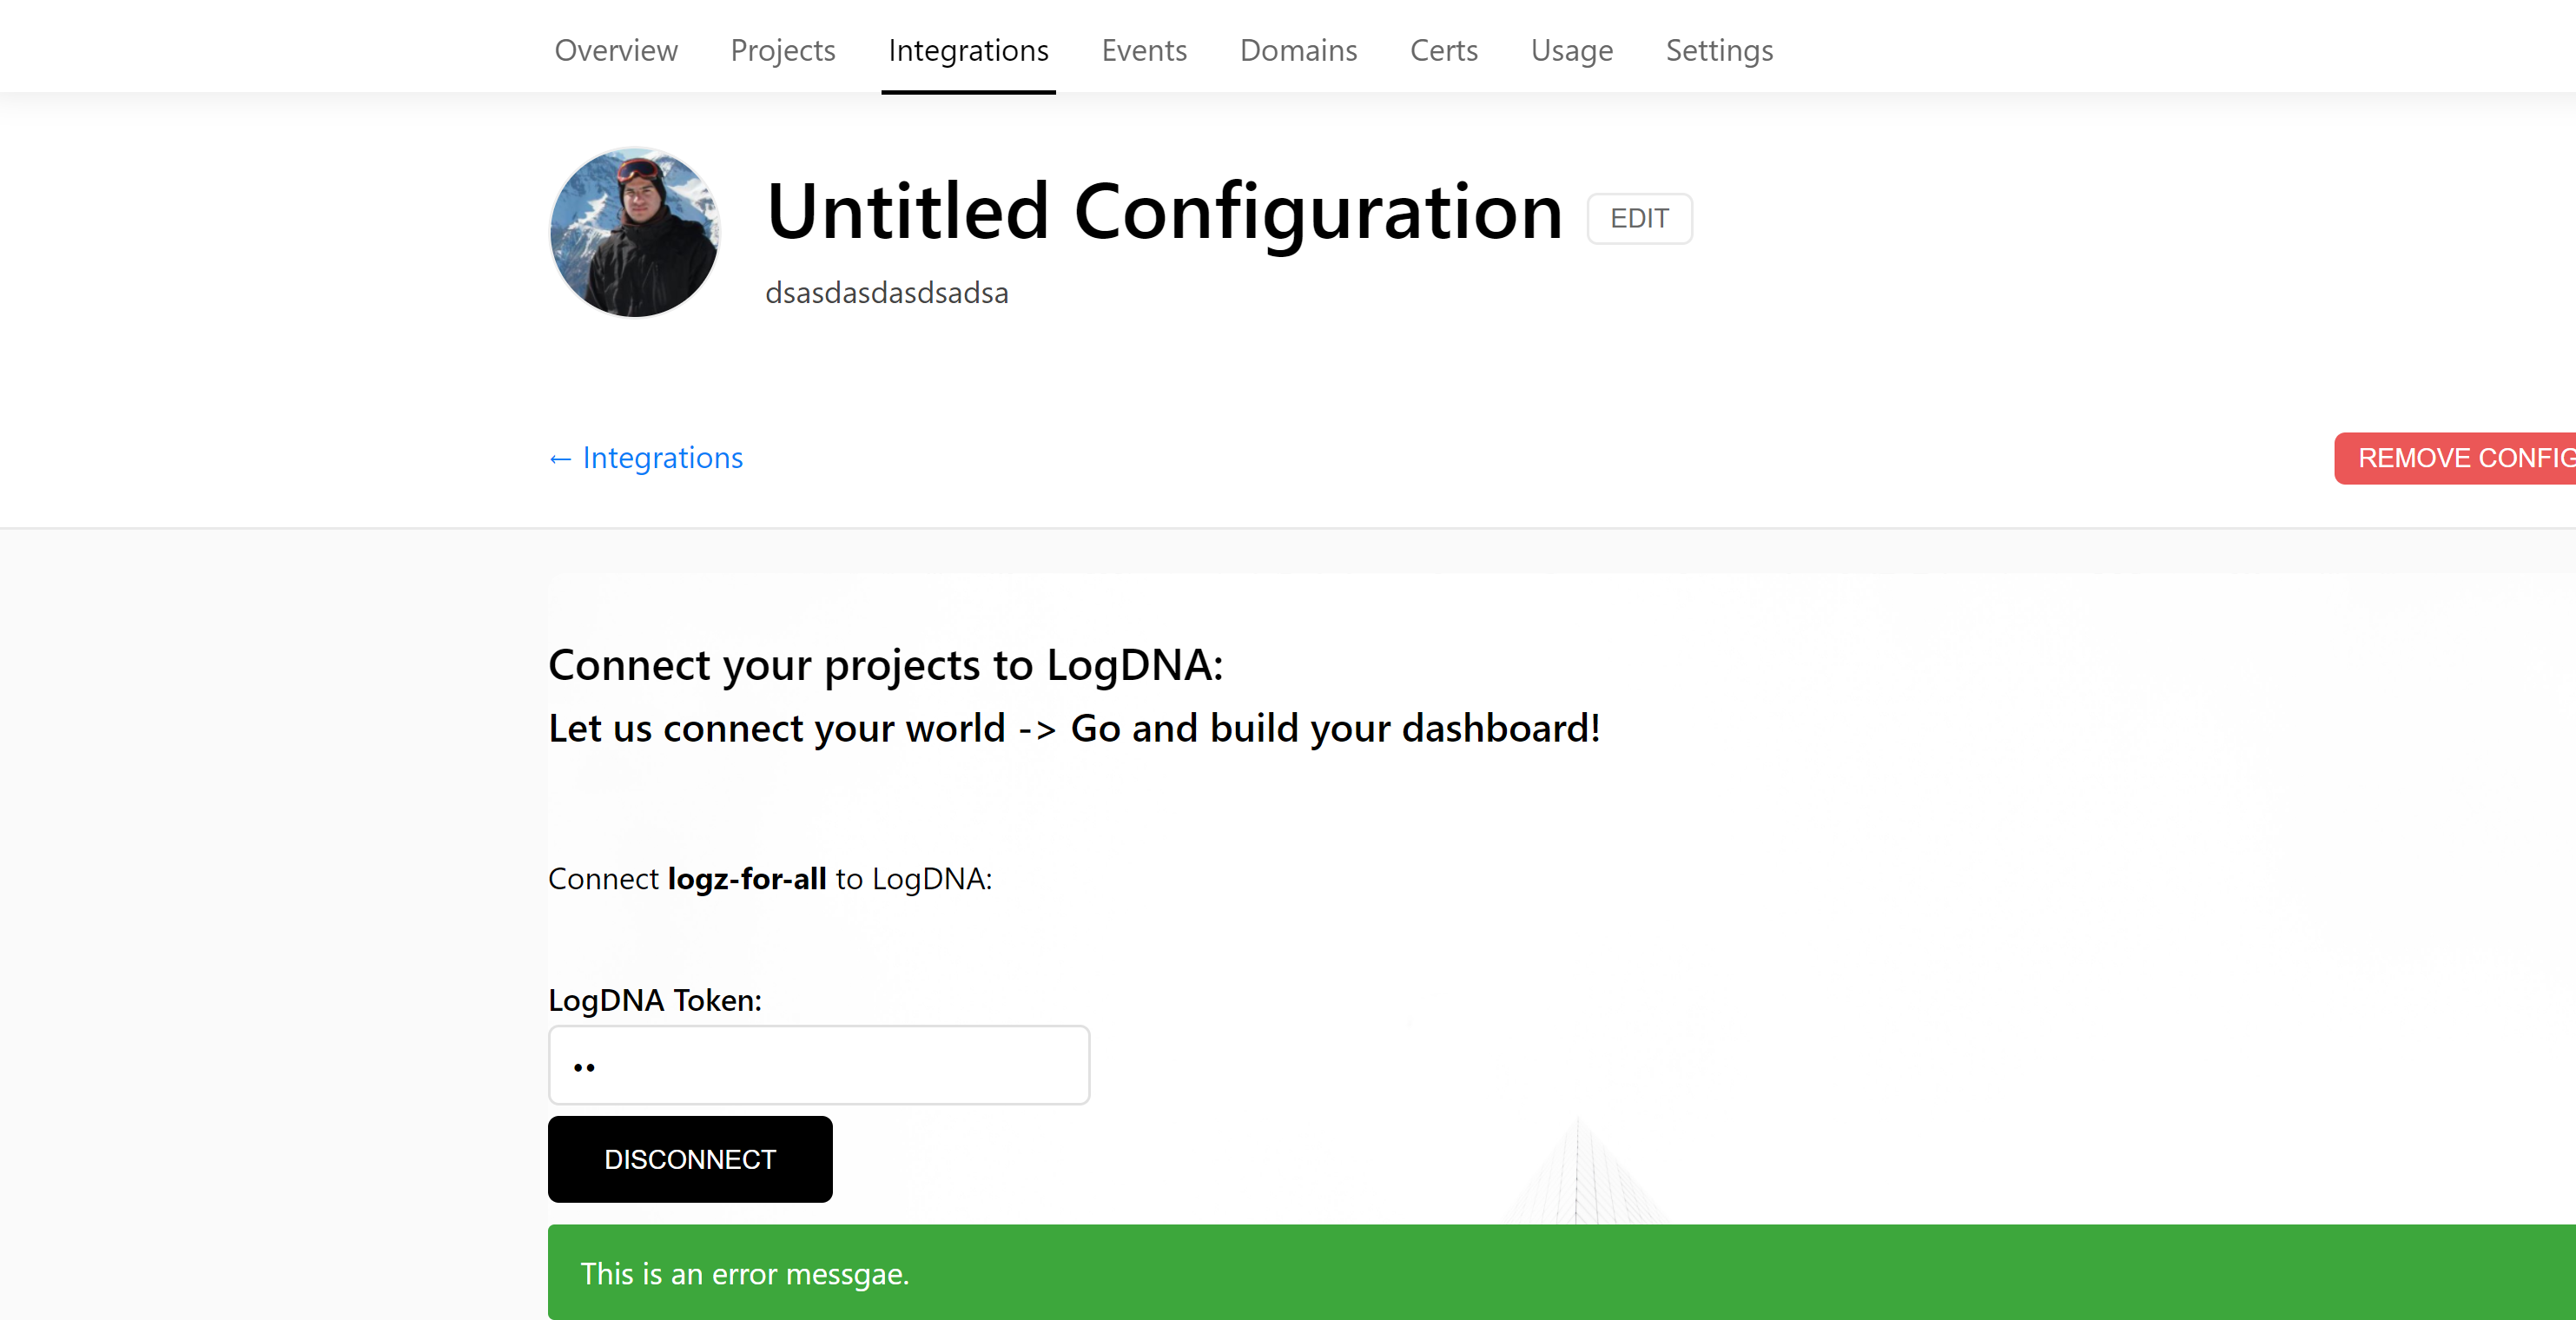 Overview Projects Integrations Events Domains Certs Usage Settings
Untitled Configuration EDIT
dsasdasdasdsadsa
← Integrations REMOVE CONFIG
Connect your projects to LogDNA:
Let us connect your world -> Go and build your dashboard!
Connect logz-for-all to LogDNA:
LogDNA Token:
••
DISCONNECT
This is an error messgae.